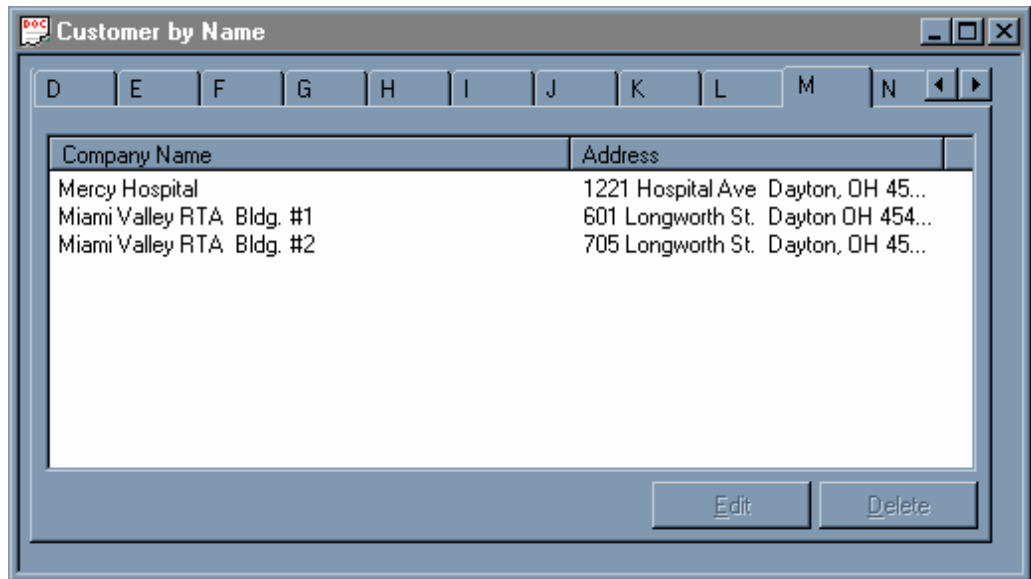 DOC
Customer by Name
D E F G H I J K L M N
Company Name Address
Mercy Hospital 1221 Hospital Ave  Dayton, OH 45...
Miami Valley RTA  Bldg. #1 601 Longworth St.  Dayton OH 454...
Miami Valley RTA  Bldg. #2 705 Longworth St.  Dayton, OH 45...
Edit Delete